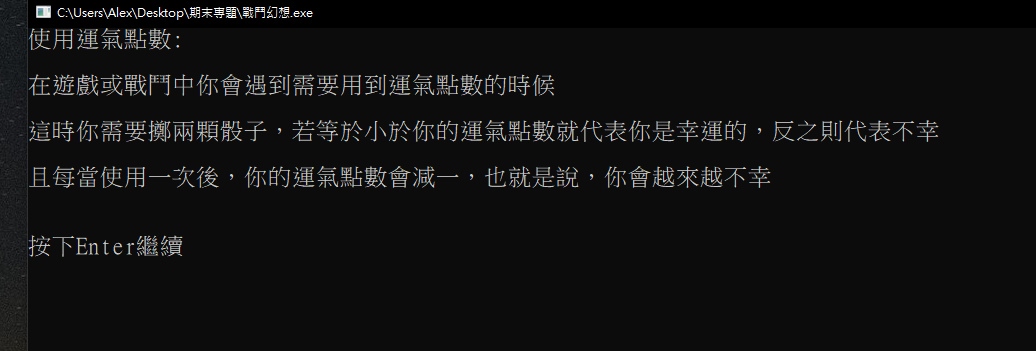 C:\Users\Alex\Desktop\期末專題\戰鬥幻想.exe
使用運氣點數:
在遊戲或戰鬥中你會遇到需要用到運氣點數的時候
這時你需要擲兩顆骰子，若等於小於你的運氣點數就代表你是幸運的，反之則代表不幸
且每當使用一次後，你的運氣點數會減一，也就是說，你會越來越不幸
按下Enter繼續